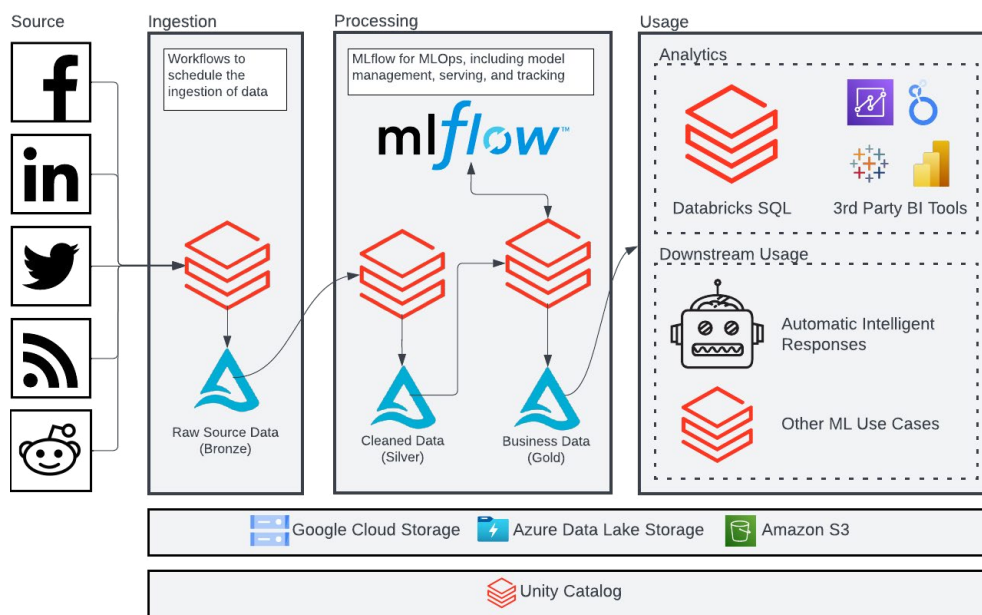 Source
Ingestion
Processing
Usage
Workflows to
schedule the
ingestion of data
MLflow for MLOps, including model
management, serving, and tracking
mlflow™
Analytics
Databricks SQL
3rd Party BI Tools
in
Raw Source Data
(Bronze)
Cleaned Data
(Silver)
Business Data
(Gold)
Downstream Usage
Automatic Intelligent
Responses
Other ML Use Cases
Google Cloud Storage
Azure Data Lake Storage
Amazon S3
Unity Catalog